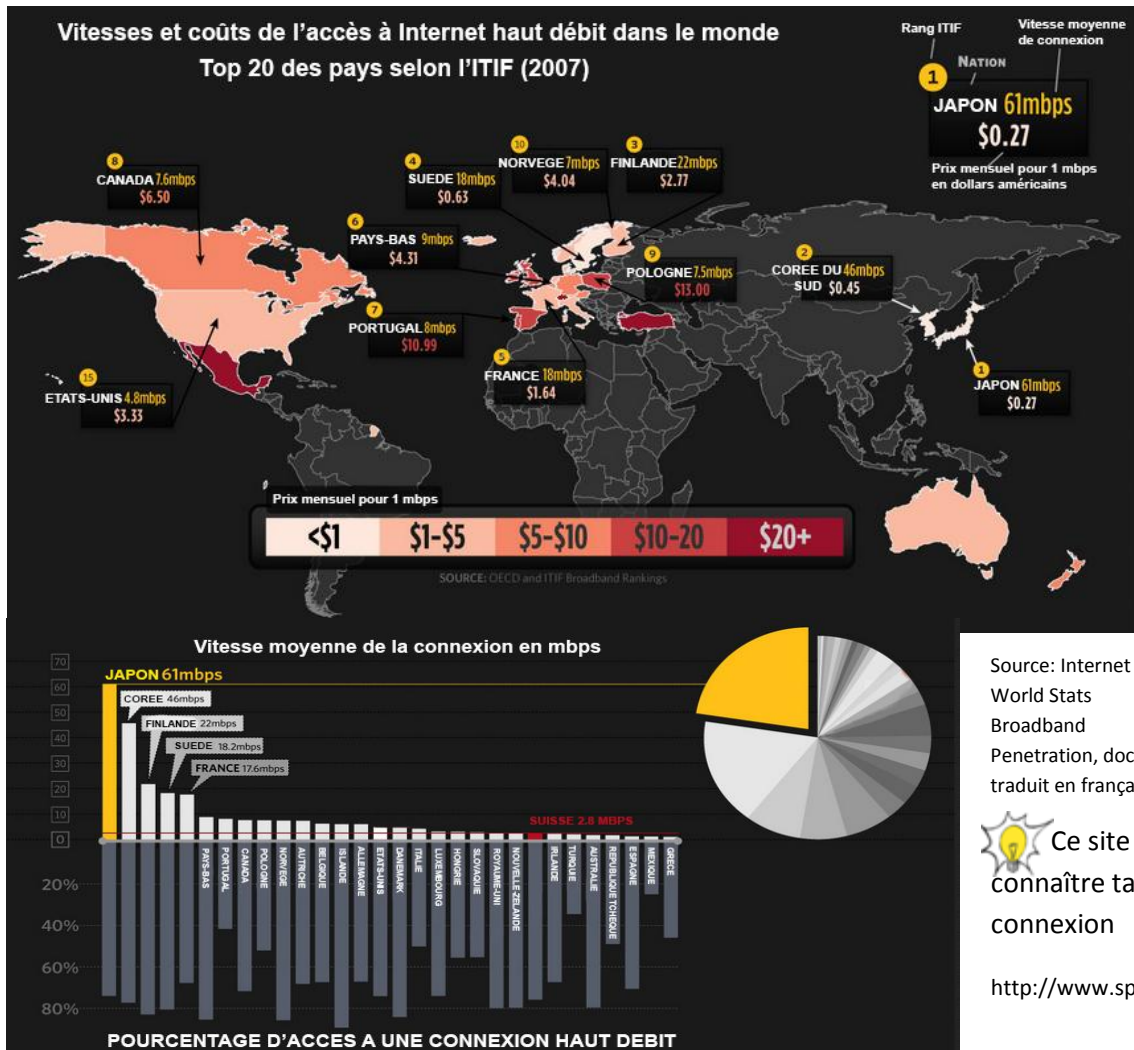 Vitesses et coûts de l'accès à Internet haut débit dans le monde
Top 20 des pays selon l'ITIF (2007)
Rang ITIF
Vitesse moyenne
de connexion
NATION
1
JAPON 61mbps
$0.27
Prix mensuel pour 1 mbps
en dollars américains
8
CANADA 7.6mbps
$6.50
4
SUEDE 18mbps
$0.63
10
NORVEGE 7mbps
$4.04
3
FINLANDE 22mbps
$2.77
6
PAYS-BAS 9mbps
$4.31
9
POLOGNE 7.5mbps
$13.00
2
COREE DU 46mbps
SUD $0.45
7
PORTUGAL 8mbps
$10.99
5
FRANCE 18mbps
$1.64
1
JAPON 61mbps
$0.27
15
ETATS-UNIS 4.8mbps
$3.33
Prix mensuel pour 1 mbps
<$1 $1-$5 $5-$10 $10-20 $20+
SOURCE: OECD and ITIF Broadband Rankings
Vitesse moyenne de la connexion en mbps
70
60
50
40
30
20
10
0
JAPON 61mbps
COREE 46mbps
FINLANDE 22mbps
SUEDE 18.2mbps
FRANCE 17.6mbps
SUISSE 2.8 MBPS
PAYS-BAS
PORTUGAL
CANADA
POLOGNE
NORVEGE
AUTRICHE
BELGIQUE
ISLANDE
ALLEMAGNE
ETATS-UNIS
DANEMARK
ITALIE
LUXEMBOURG
HONGRIE
SLOVAQUIE
ROYAUME-UNI
NOUVELLE-ZELANDE
IRLANDE
TURQUIE
AUSTRALIE
REPUBLIQUE TCHEQUE
ESPAGNE
MEXIQUE
GRECE
20%
40%
60%
80%
POURCENTAGE D'ACCES A UNE CONNEXION HAUT DEBIT
Source: Internet
World Stats
Broadband
Penetration, doc
traduit en frança
Ce site
connaître ta
connexion
http://www.sp